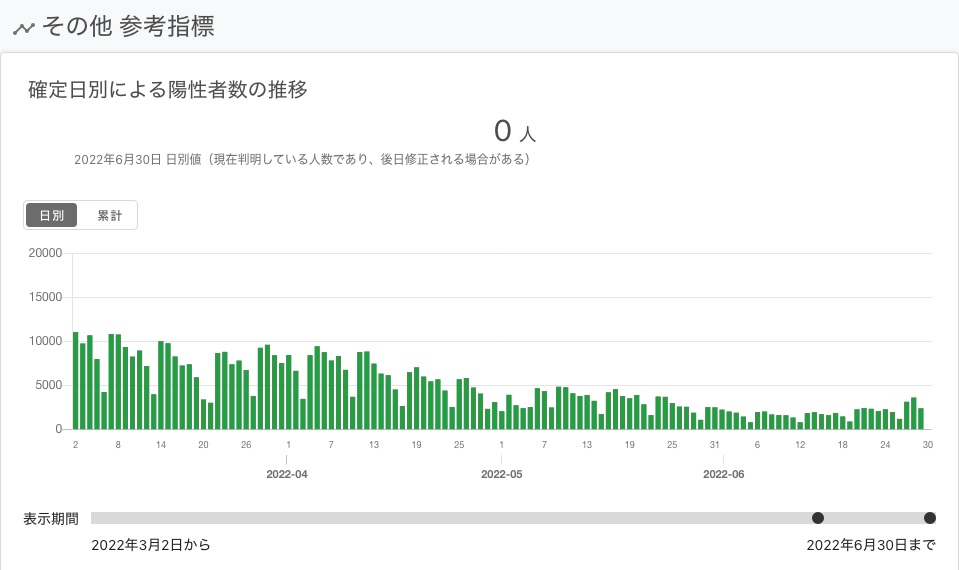 その他 参考指標
確定日別による陽性者数の推移
0 人
2022年6月30日 日別値（現在判明している人数であり、後日修正される場合がある）
日別 累計
20000
15000
10000
5000
0
2 8 14 20 26 1 7 13 19 25 1 7 13 19 25 31 6 12 18 24 30
2022-04 2022-05 2022-06
表示期間
2022年3月2日から 2022年6月30日まで